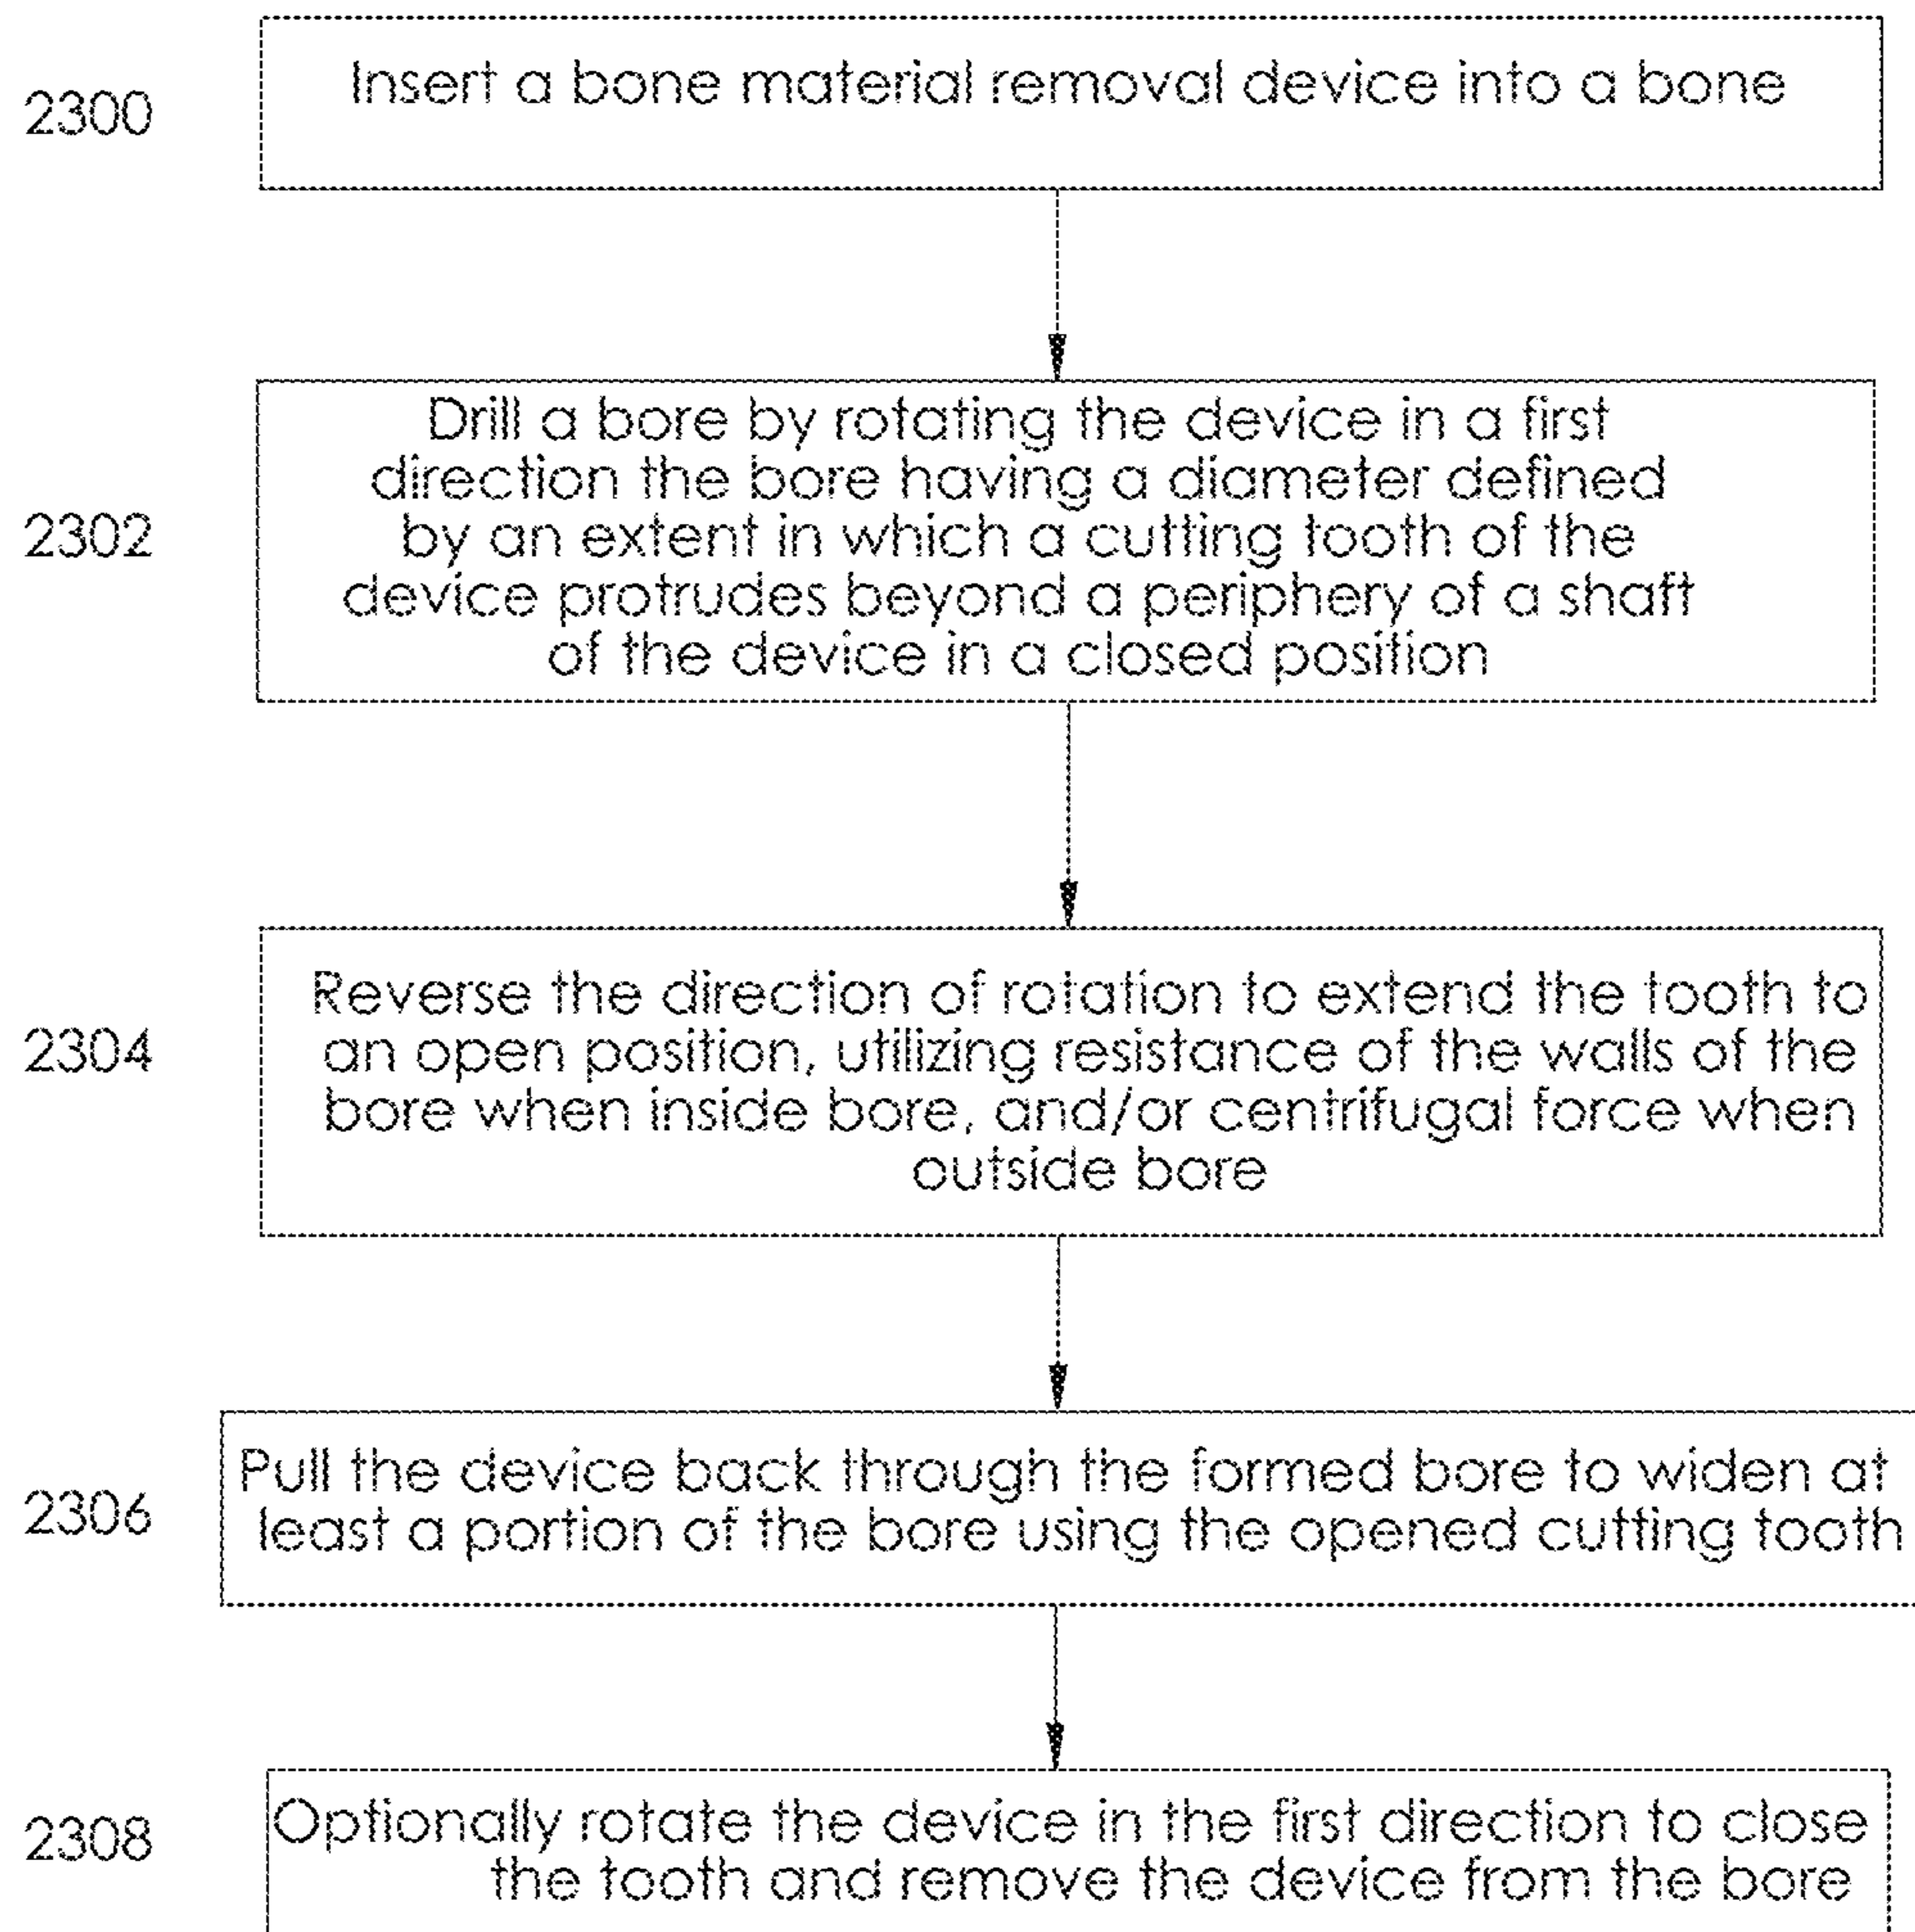 2300
Insert a bone material removal device into a bone
2302
Drill a bore by rotating the device in a first
direction the bore having a diameter defined
by an extent in which a cutting tooth of the
device protrudes beyond a periphery of a shaft
of the device in a closed position
2304
Reverse the direction of rotation to extend the tooth to
an open position, utilizing resistance of the walls of the
bore when inside bore, and/or centrifugal force when
outside bore
2306
Pull the device back through the formed bore to widen at
least a portion of the bore using the opened cutting tooth
2308
Optionally rotate the device in the first direction to close
the tooth and remove the device from the bore